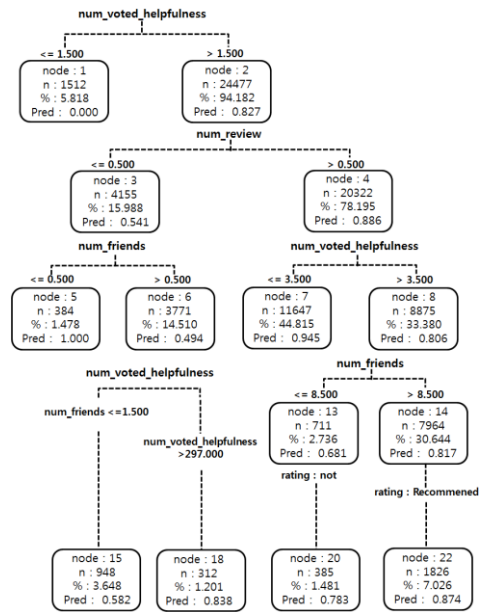 num_voted_helpfulness
<= 1.500 > 1.500
node : 1 node : 2
n : 1512 n : 24477
% : 5.818 % : 94.182
Pred : 0.000 Pred : 0.827
num_review
<= 0.500 > 0.500
node : 3 node : 4
n : 4155 n : 20322
% : 15.988 % : 78.195
Pred : 0.541 Pred : 0.886
num_friends num_voted_helpfulness
<= 0.500 > 0.500 <= 3.500 > 3.500
node : 5 node : 6 node : 7 node : 8
n : 384 n : 3771 n : 11647 n : 8875
% : 1.478 % : 14.510 % : 44.815 % : 33.380
Pred : 1.000 Pred : 0.494 Pred : 0.945 Pred : 0.806
num_voted_helpfulness num_friends
<= 8.500 > 8.500
num_friends <=1.500 node : 13 node : 14
n : 711 n : 7964
% : 2.736 % : 30.644
Pred : 0.681 Pred : 0.817
num_voted_helpfulness
>297.000
rating : not rating : Recommened
node : 15 node : 18 node : 20 node : 22
n : 948 n : 312 n : 385 n : 1826
% : 3.648 % : 1.201 % : 1.481 % : 7.026
Pred : 0.582 Pred : 0.838 Pred : 0.783 Pred : 0.874